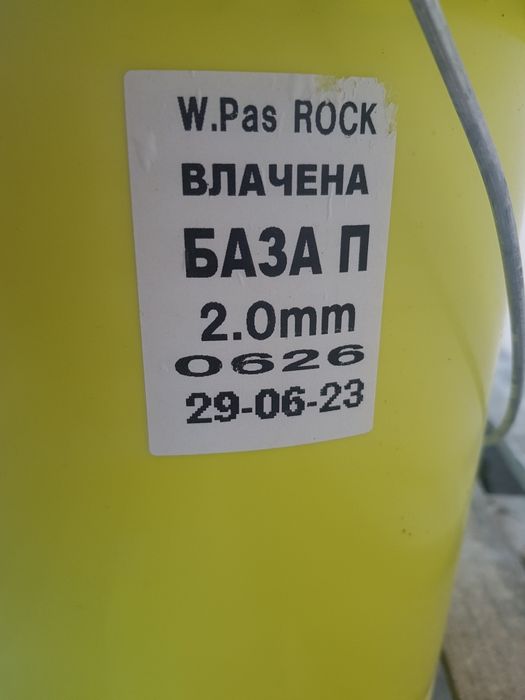 W.Pas ROCK
ВЛАЧЕНА
БАЗА П
2.0mm
0626
29-06-23